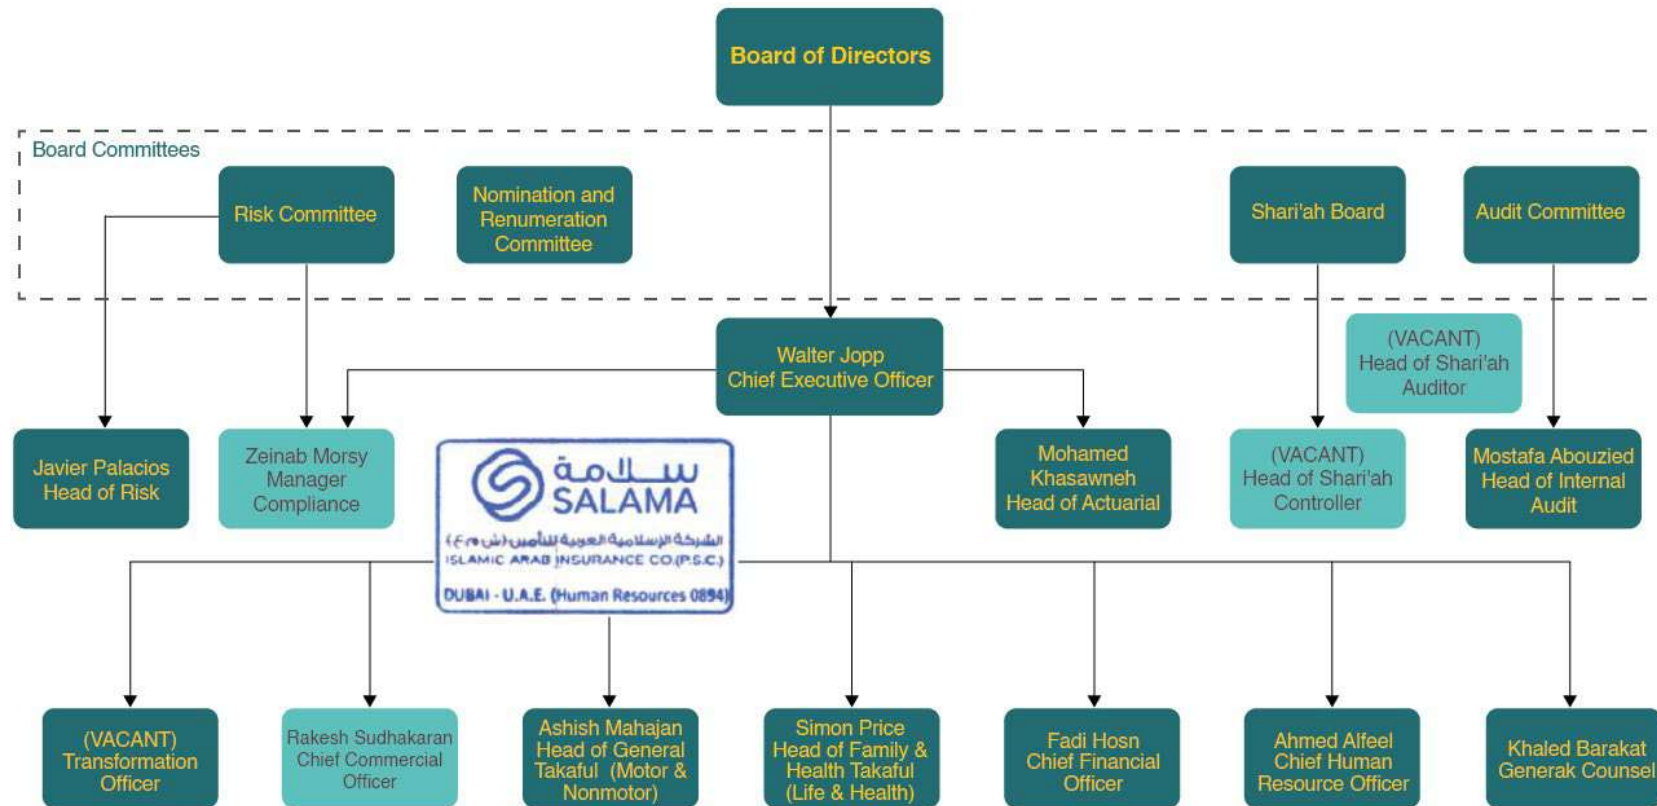 Board of Directors
Board Committees
Risk Committee
Nomination and
Renumeration
Committee
Shari'ah Board
Audit Committee
Walter Jopp
Chief Executive Officer
(VACANT)
Head of Shari'ah
Auditor
Javier Palacios
Head of Risk
Zeinab Morsy
Manager
Compliance
سلامة
SALAMA
الشركة الإسلامية العربية للتأمين (ش.م.ع)
ISLAMIC ARAB INSURANCE CO.(P.S.C.)
DUBAI - U.A.E. (Human Resources 0894)
Mohamed
Khasawneh
Head of Actuarial
(VACANT)
Head of Shari'ah
Controller
Mostafa Abouzied
Head of Internal
Audit
(VACANT)
Transformation
Officer
Rakesh Sudhakaran
Chief Commercial
Officer
Ashish Mahajan
Head of General
Takaful (Motor &
Nonmotor)
Simon Price
Head of Family &
Health Takaful
(Life & Health)
Fadi Hosn
Chief Financial
Officer
Ahmed Alfeel
Chief Human
Resource Officer
Khaled Barakat
Generak Counsel